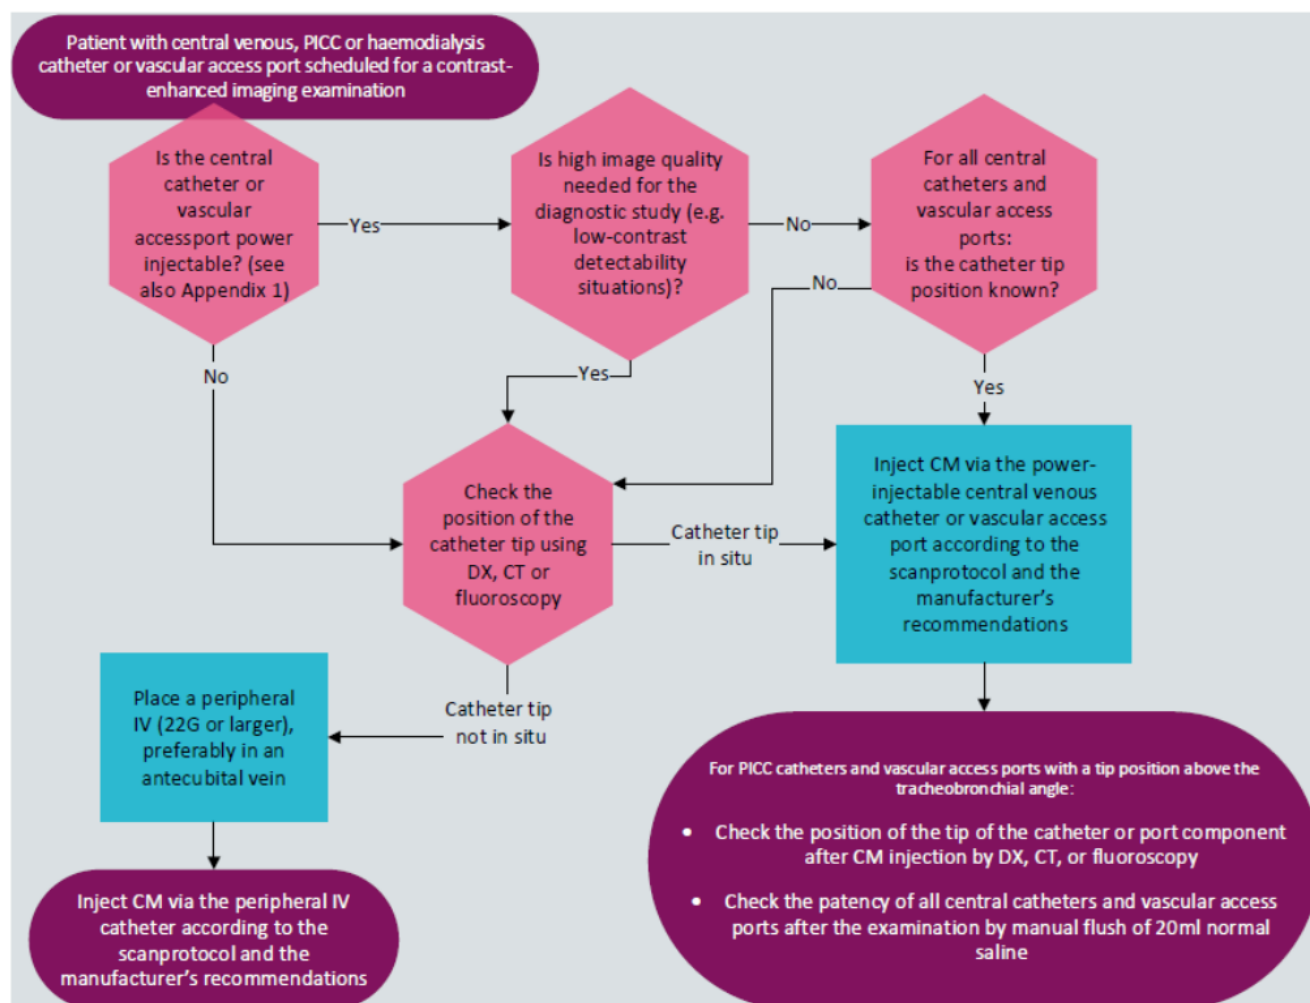 Patient with central venous, PICC or haemodialysis
catheter or vascular access port scheduled for a contrast-
enhanced imaging examination
Is the central
catheter or
vascular
accessport power
injectable? (see
also Appendix 1)
Yes
Is high image quality
needed for the
diagnostic study (e.g.
low-contrast
detectability
situations)?
No
For all central
catheters and
vascular access
ports:
is the catheter tip
position known?
No
No
Yes
Yes
Check the
position of the
catheter tip using
DX, CT or
fluoroscopy
Catheter tip
in situ
Inject CM via the power-
injectable central venous
catheter or vascular access
port according to the
scanprotocol and the
manufacturer's
recommendations
Catheter tip
not in situ
Place a peripheral
IV (22G or larger),
preferably in an
antecubital vein
Inject CM via the peripheral IV
catheter according to the
scanprotocol and the
manufacturer's recommendations
For PICC catheters and vascular access ports with a tip position above the
tracheobronchial angle:
• Check the position of the tip of the catheter or port component
after CM injection by DX, CT, or fluoroscopy
• Check the patency of all central catheters and vascular access
ports after the examination by manual flush of 20ml normal
saline